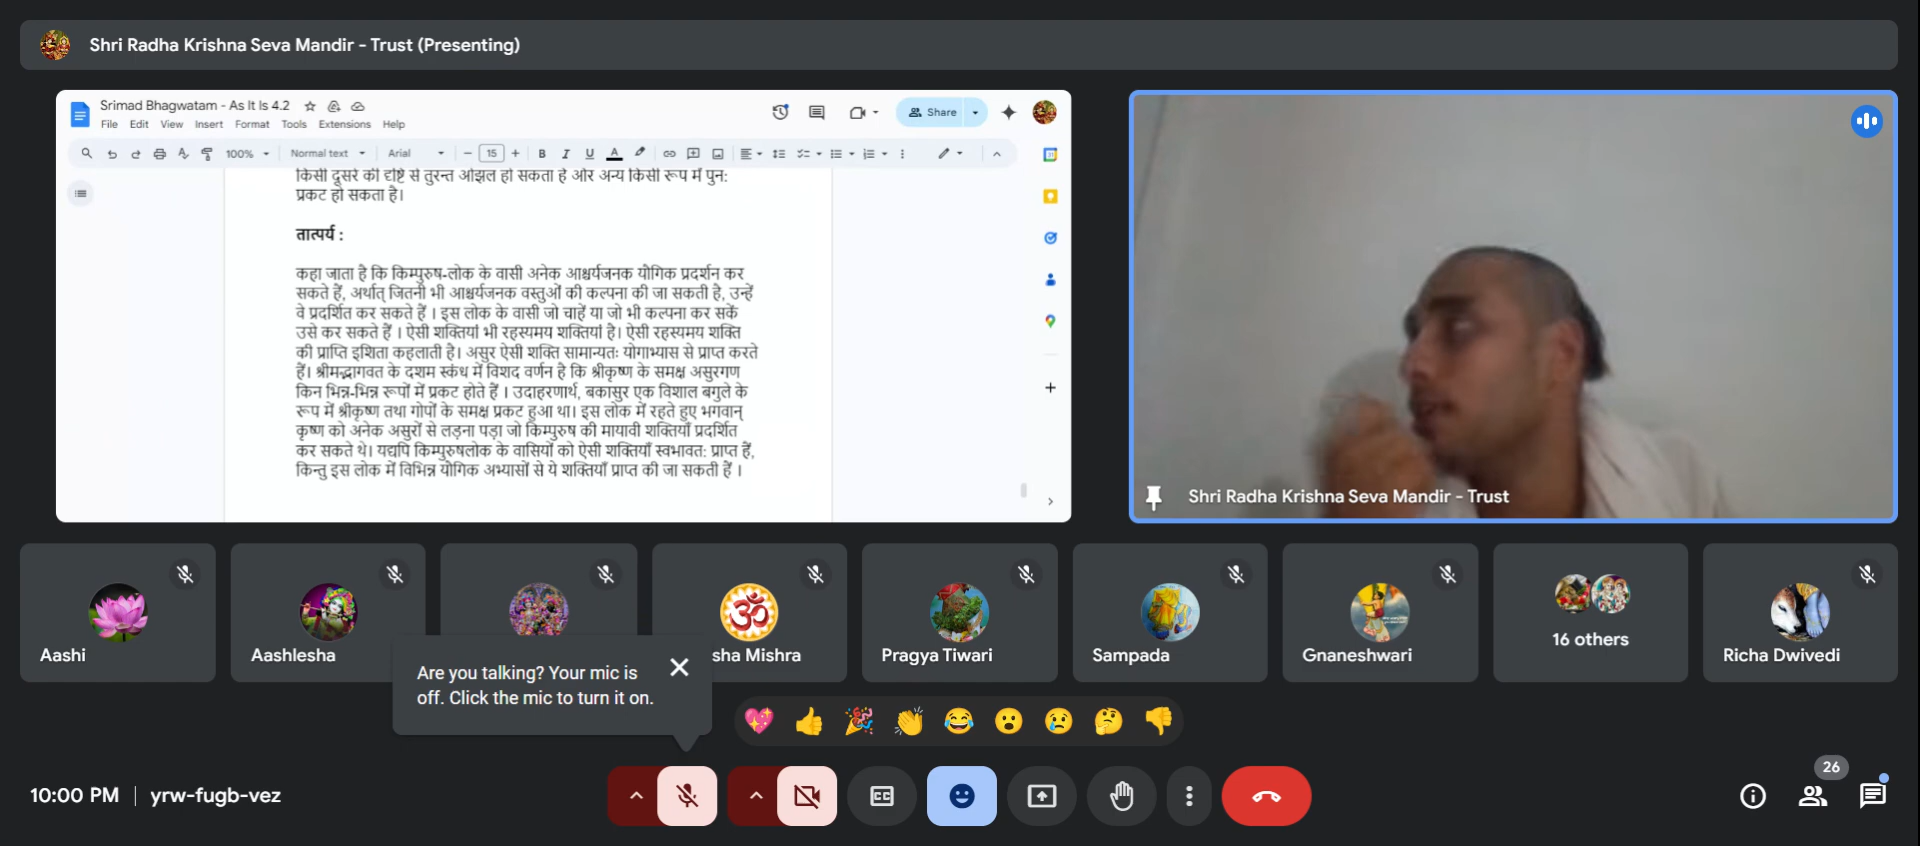 Shri Radha Krishna Seva Mandir - Trust (Presenting)
Srimad Bhagwatam - As It Is 4.2
File Edit View Insert Format Tools Extensions Help
Share
100% Normal text Arial 15 B I U A
किसी दूसरे की दृष्टि से तुरन्त ओझल हो सकता है और अन्य किसी रूप में पुन:
प्रकट हो सकता है।
तात्पर्य :
कहा जाता है कि किम्पुरुष-लोक के वासी अनेक आश्चर्यजनक यौगिक प्रदर्शन कर
सकते हैं, अर्थात् जितनी भी आश्चर्यजनक वस्तुओं की कल्पना की जा सकती है, उन्हें
वे प्रदर्शित कर सकते हैं । इस लोक के वासी जो चाहें या जो भी कल्पना कर सकें
उसे कर सकते हैं । ऐसी शक्तियां भी रहस्यमय शक्तियां है। ऐसी रहस्यमय शक्ति
की प्राप्ति इशिता कहलाती है। असुर ऐसी शक्ति सामान्यतः योगाभ्यास से प्राप्त करते
हैं। श्रीमद्भागवत के दशम स्कंध में विशद वर्णन है कि श्रीकृष्ण के समक्ष असुरगण
किन भिन्न-भिन्न रूपों में प्रकट होते हैं । उदाहरणार्थ, बकासुर एक विशाल बगुले के
रूप में श्रीकृष्ण तथा गोपों के समक्ष प्रकट हुआ था। इस लोक में रहते हुए भगवान्
कृष्ण को अनेक असुरों से लड़ना पड़ा जो किम्पुरुष की मायावी शक्तियाँ प्रदर्शित
कर सकते थे। यद्यपि किम्पुरुषलोक के वासियों को ऐसी शक्तियाँ स्वभावत: प्राप्त हैं,
किन्तु इस लोक में विभिन्न योगिक अभ्यासों से ये शक्तियाँ प्राप्त की जा सकती हैं ।
Shri Radha Krishna Seva Mandir - Trust
Aashi
Aashlesha
sha Mishra
Pragya Tiwari
Sampada
Gnaneshwari
16 others
Richa Dwivedi
Are you talking? Your mic is
off. Click the mic to turn it on.
10:00 PM | yrw-fugb-vez
CC
26